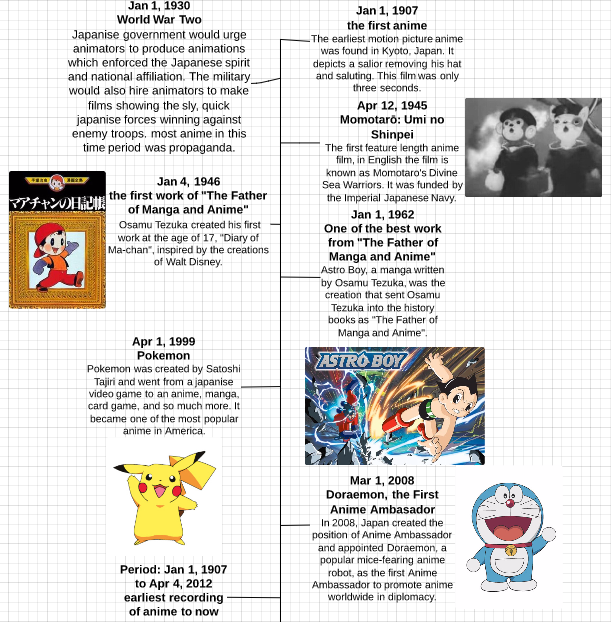 Jan 1, 1930
World War Two
Japanise government would urge
animators to produce animations
which enforced the Japanese spirit
and national affiliation. The military
would also hire animators to make
films showing the sly, quick
japanise forces winning against
enemy troops. most anime in this
time period was propaganda.
Jan 1, 1907
the first anime
The earliest motion picture anime
was found in Kyoto, Japan. It
depicts a salior removing his hat
and saluting. This film was only
three seconds.
Apr 12, 1945
Momotarō: Umi no
Shinpei
The first feature length anime
film, in English the film is
known as Momotaro's Divine
Sea Warriors. It was funded by
the Imperial Japanese Navy.
Jan 4, 1946
the first work of "The Father
of Manga and Anime"
Osamu Tezuka created his first
work at the age of 17, "Diary of
Ma-chan", inspired by the creations
of Walt Disney.
マアチャンの日記帳
Jan 1, 1962
One of the best work
from "The Father of
Manga and Anime"
Astro Boy, a manga written
by Osamu Tezuka, was the
creation that sent Osamu
Tezuka into the history
books as "The Father of
Manga and Anime".
ASTRO BOY
Apr 1, 1999
Pokemon
Pokemon was created by Satoshi
Tajiri and went from a japanise
video game to an anime, manga,
card game, and so much more. It
became one of the most popular
anime in America.
Mar 1, 2008
Doraemon, the First
Anime Ambasador
In 2008, Japan created the
position of Anime Ambassador
and appointed Doraemon, a
popular mice-fearing anime
robot, as the first Anime
Ambassador to promote anime
worldwide in diplomacy.
Period: Jan 1, 1907
to Apr 4, 2012
earliest recording
of anime to now